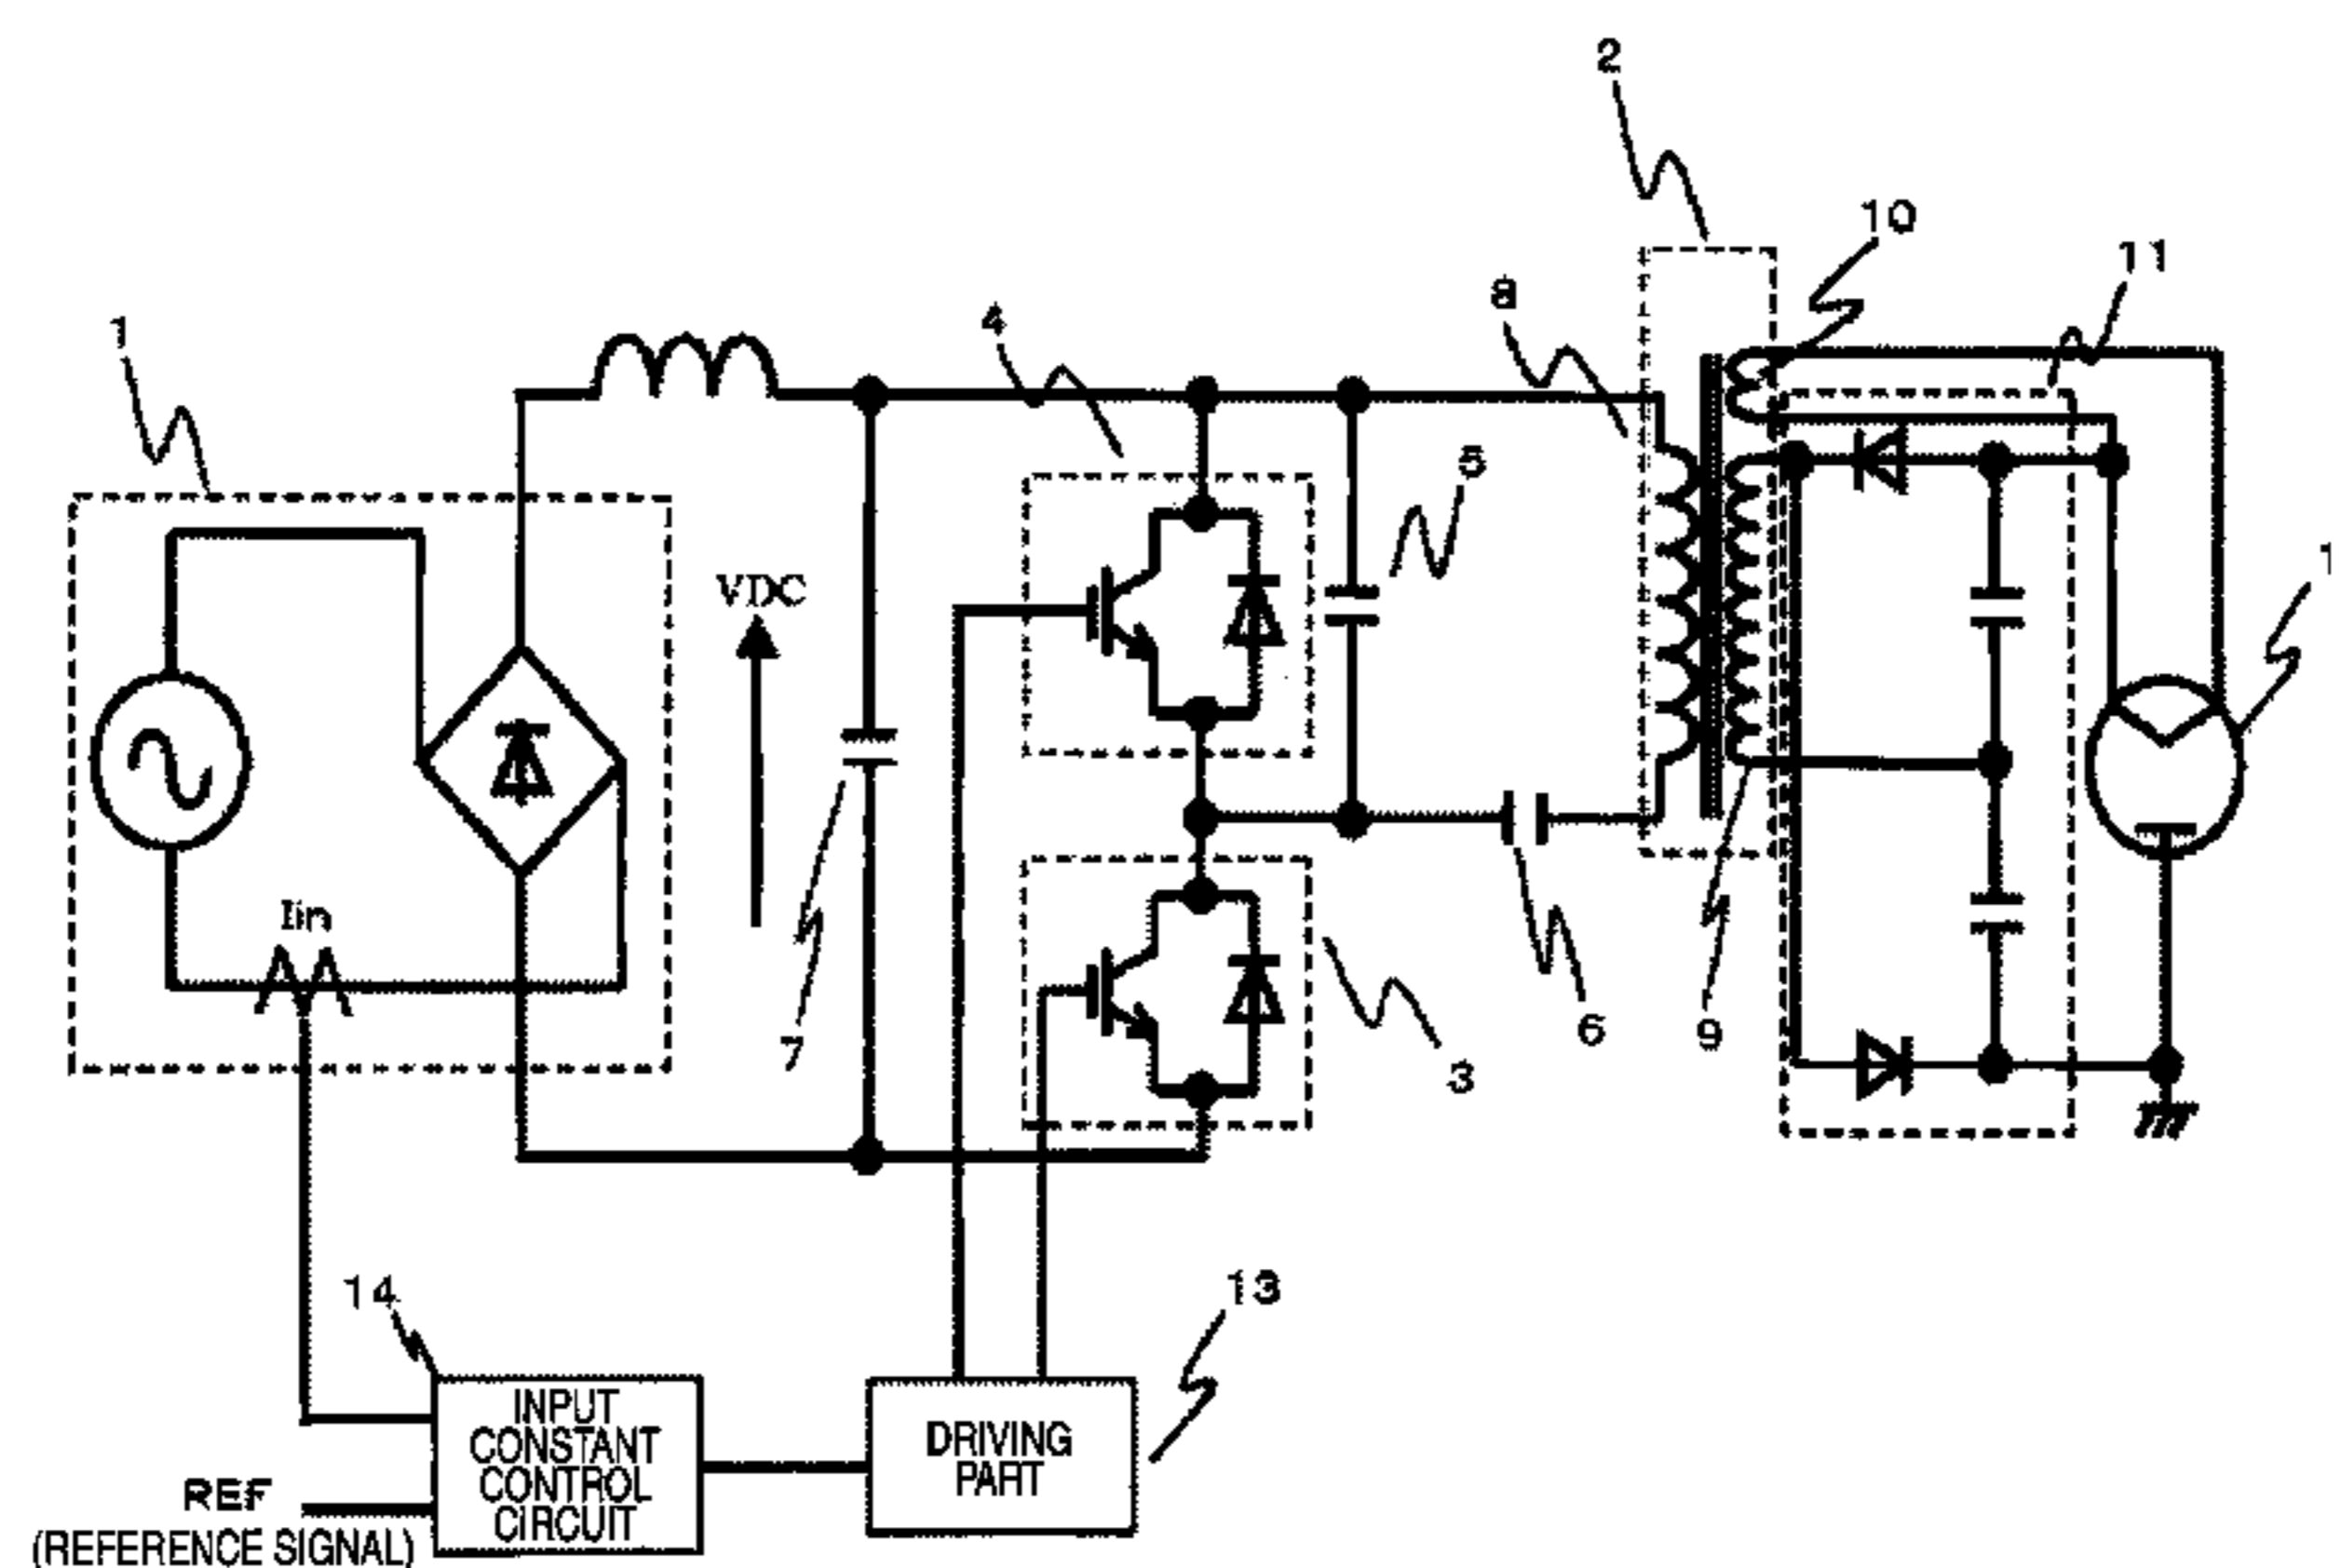 2
10
11
8
4
1
5
VDC
1
Iin
7
6
9
3
14
13
INPUT
CONSTANT
CONTROL
CIRCUIT
DRIVING
PART
REF
(REFERENCE SIGNAL)